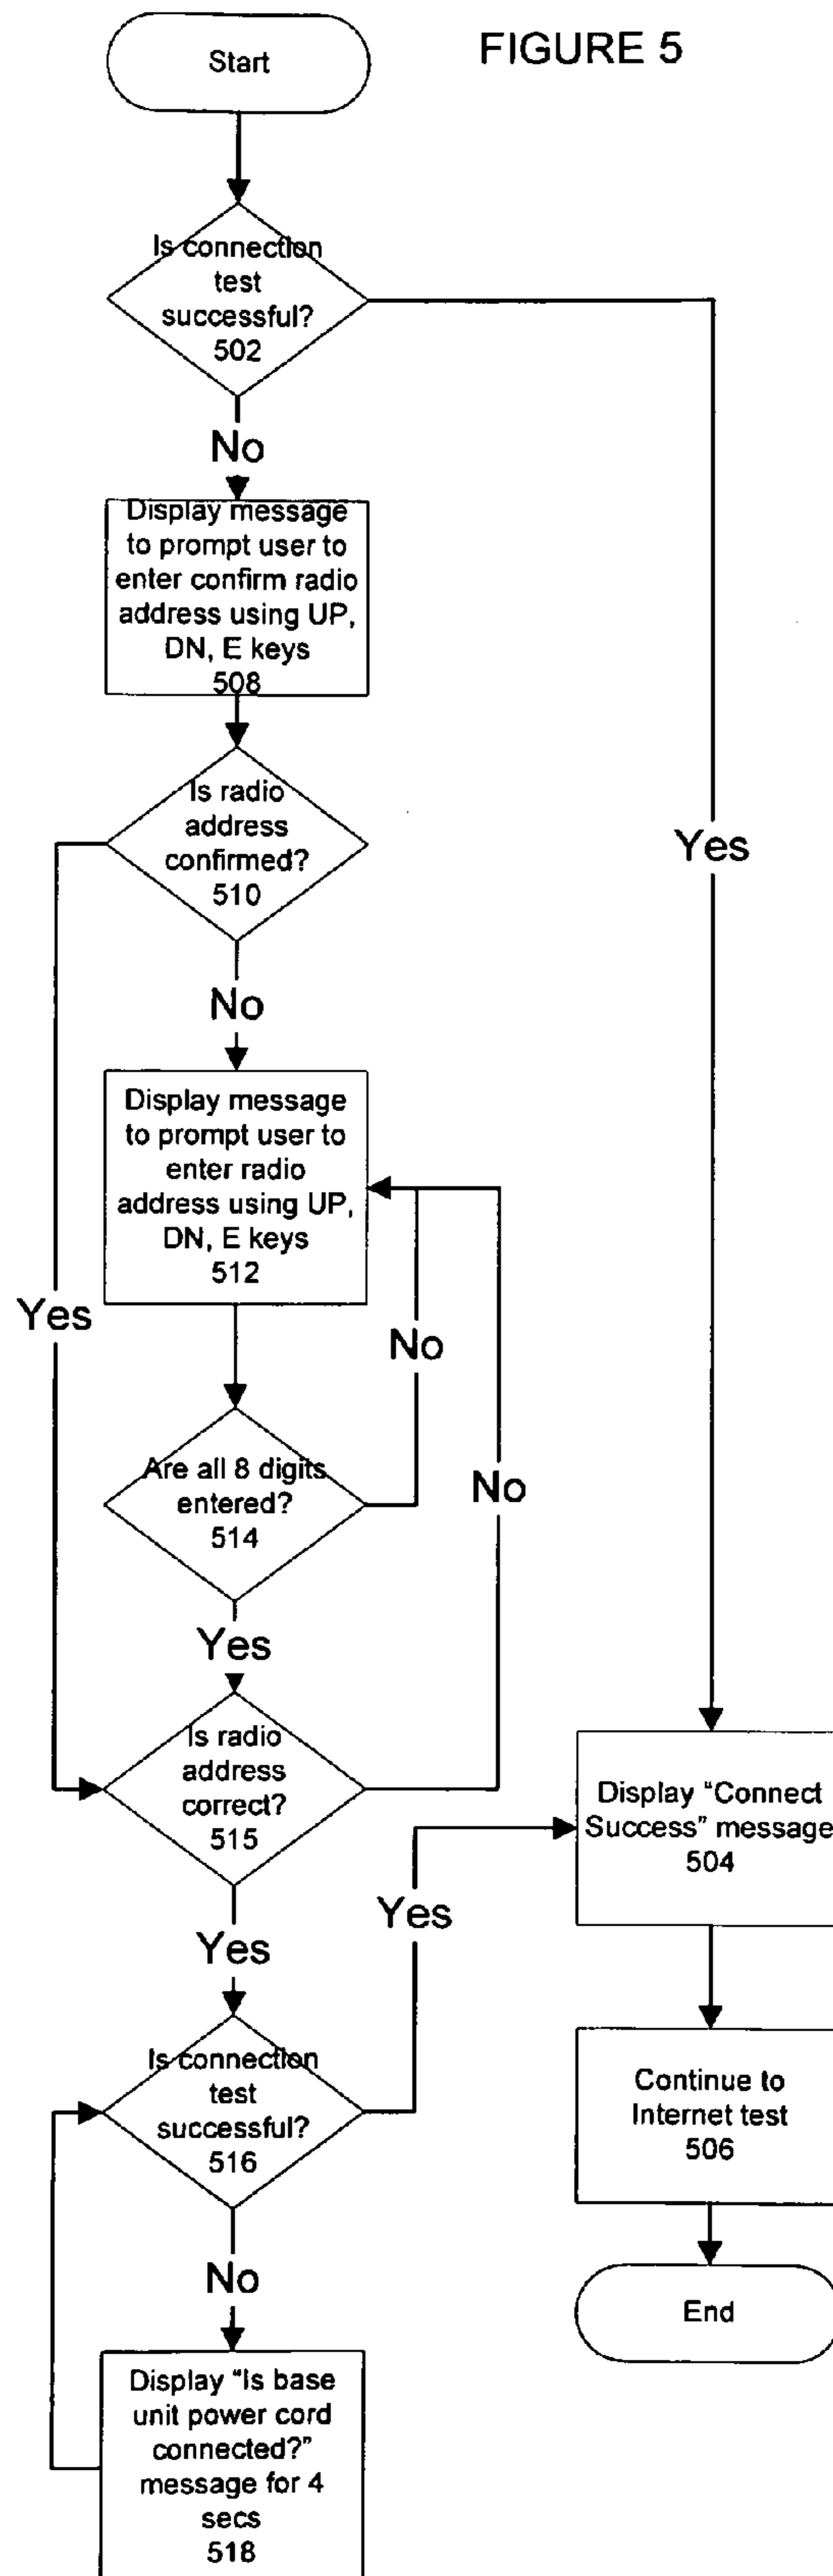 FIGURE 5
Start
Is connection
test
successful?
502
No
Display message
to prompt user to
enter confirm radio
address using UP,
DN, E keys
508
Is radio
address
confirmed?
510
Yes
No
Display message
to prompt user to
enter radio
address using UP,
DN, E keys
512
Yes
No
Are all 8 digits
entered?
514
No
Yes
Is radio
address
correct?
515
Display "Connect
Success" message
504
Yes
Yes
Is connection
test
successful?
516
Continue to
Internet test
506
No
End
Display "Is base
unit power cord
connected?"
message for 4
secs
518